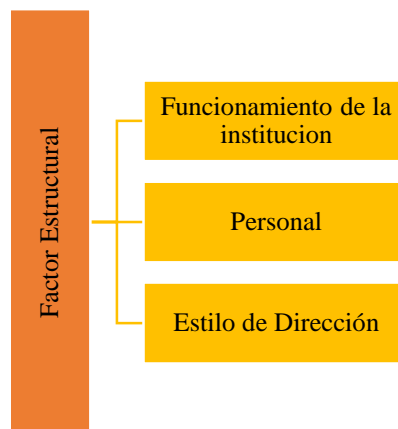 Factor Estructural
Funcionamiento de la
institucion
Personal
Estilo de Dirección